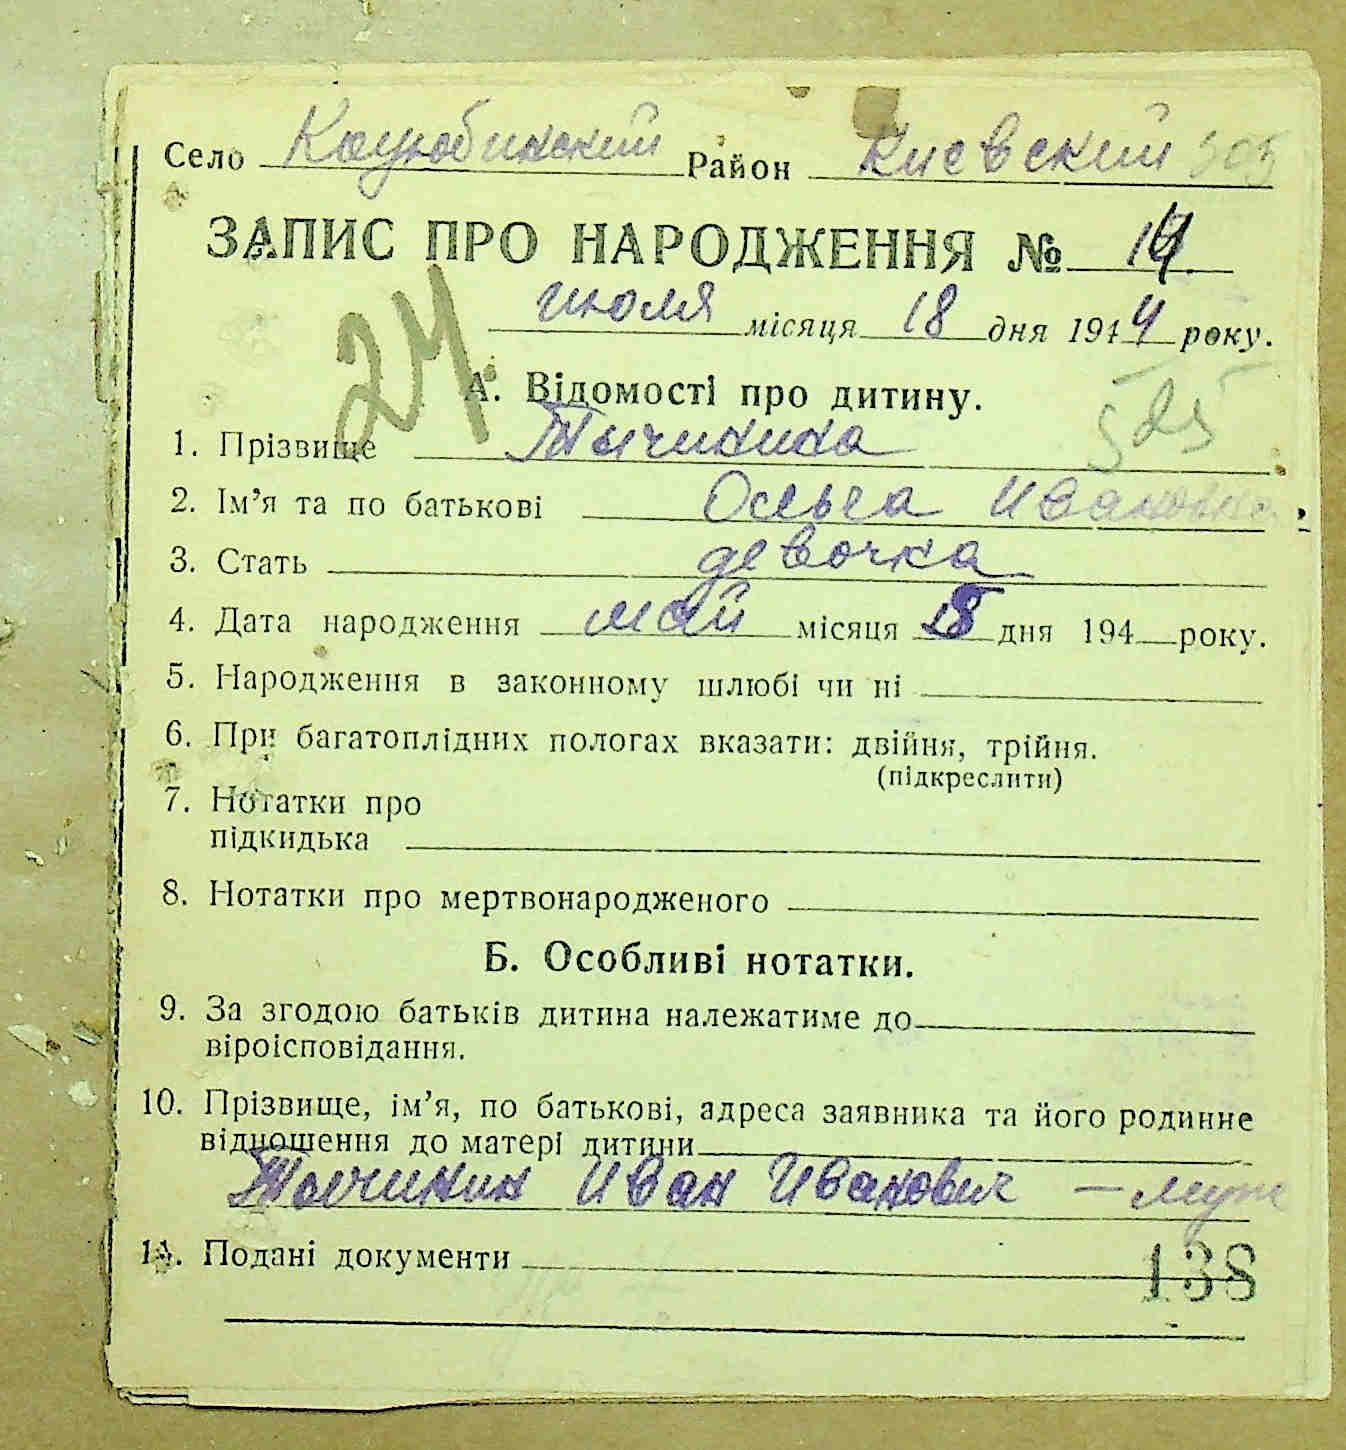 Село Коцюбинский Район Киевский 505
ЗАПИС ПРО НАРОДЖЕННЯ № 14
июля місяця 18 дня 1944 року.
24
А. Відомості про дитину.
525
1. Прізвище Тычинина
2. Ім’я та по батькові Ольга Ивановна.
3. Стать девочка
4. Дата народження май місяця 18 дня 194 року.
5. Народження в законному шлюбі чи ні
6. При багатоплідних пологах вказати: двійня, трійня.
(підкреслити)
7. Нотатки про
підкидька
8. Нотатки про мертвонародженого
Б. Особливі нотатки.
9. За згодою батьків дитина належатиме до
віроісповідання.
10. Прізвище, ім’я, по батькові, адреса заявника та його родинне
відношення до матері дитини
Тычинин Иван Иванович – муж
11. Подані документи
138